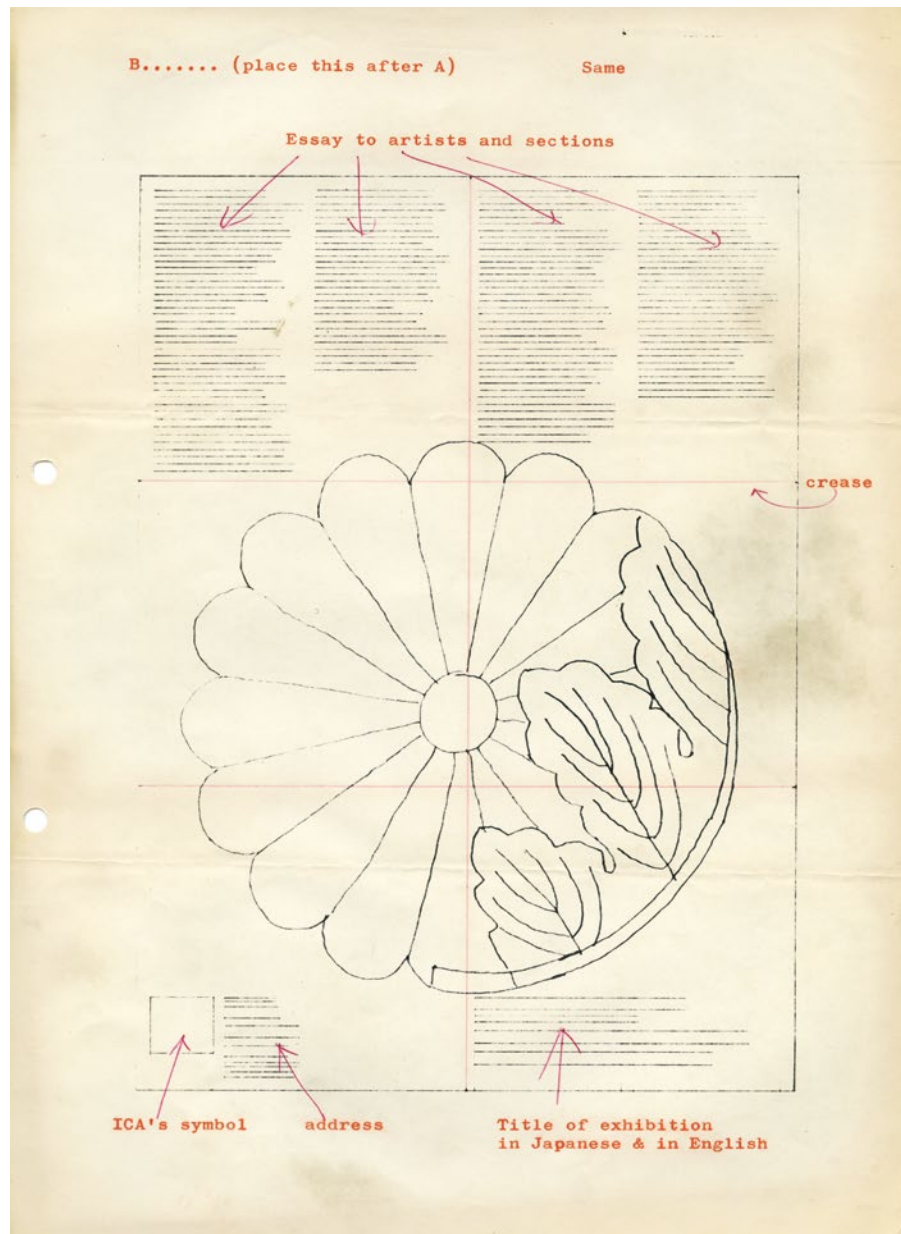 B....... (place this after A) Same
Essay to artists and sections
crease
ICA's symbol address
Title of exhibition
in Japanese & in English